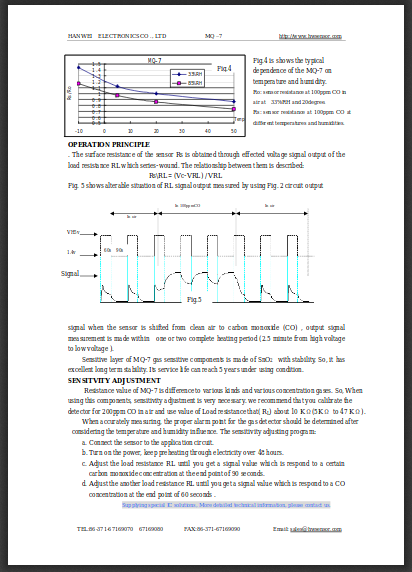 HANWEI ELECTRONICS CO., LTD MQ-7 http://www.hwsensor.com
MQ-7
Fig.4
33%RH
85%RH
Rs/Ro
1.5
1.4
1.3
1.2
1.1
1
0.9
0.8
0.7
0.6
0.5
-10 0 10 20 30 40 50
Temp
Fig.4 is shows the typical
dependence of the MQ-7 on
temperature and humidity.
Ro: sensor resistance at 100ppm CO in
air at 33%RH and 20degree.
Rs: sensor resistance at 100ppm CO at
different temperatures and humidities.
OPERATION PRINCIPLE
. The surface resistance of the sensor Rs is obtained through effected voltage signal output of the
load resistance RL which series-wound. The relationship between them is described:
Rs\RL = (Vc-VRL) / VRL
Fig. 5 shows alterable situation of RL signal output measured by using Fig. 2 circuit output
In air In 100ppmCO In air
VH5v
1.4v
60s 90s
Signal
Fig.5
signal when the sensor is shifted from clean air to carbon monoxide (CO) , output signal
measurement is made within one or two complete heating period (2.5 minute from high voltage
to low voltage ).
Sensitive layer of MQ-7 gas sensitive components is made of SnO2 with stability. So, it has
excellent long term stability. Its service life can reach 5 years under using condition.
SENSITVITY ADJUSTMENT
Resistance value of MQ-7 is difference to various kinds and various concentration gases. So, When
using this components, sensitivity adjustment is very necessary. we recommend that you calibrate the
detector for 200ppm CO in air and use value of Load resistance that( RL) about 10 KΩ(5KΩ to 47 KΩ).
When accurately measuring, the proper alarm point for the gas detector should be determined after
considering the temperature and humidity influence. The sensitivity adjusting program:
a. Connect the sensor to the application circuit.
b. Turn on the power, keep preheating through electricity over 48 hours.
c. Adjust the load resistance RL until you get a signal value which is respond to a certain
carbon monoxide concentration at the end point of 90 seconds.
d. Adjust the another load resistance RL until you get a signal value which is respond to a CO
concentration at the end point of 60 seconds .
Supplying special IC solutions, More detailed technical information, please contact us.
TEL:86-371-67169070 67169080 FAX:86-371-67169090 Email: sales@hwsensor.com